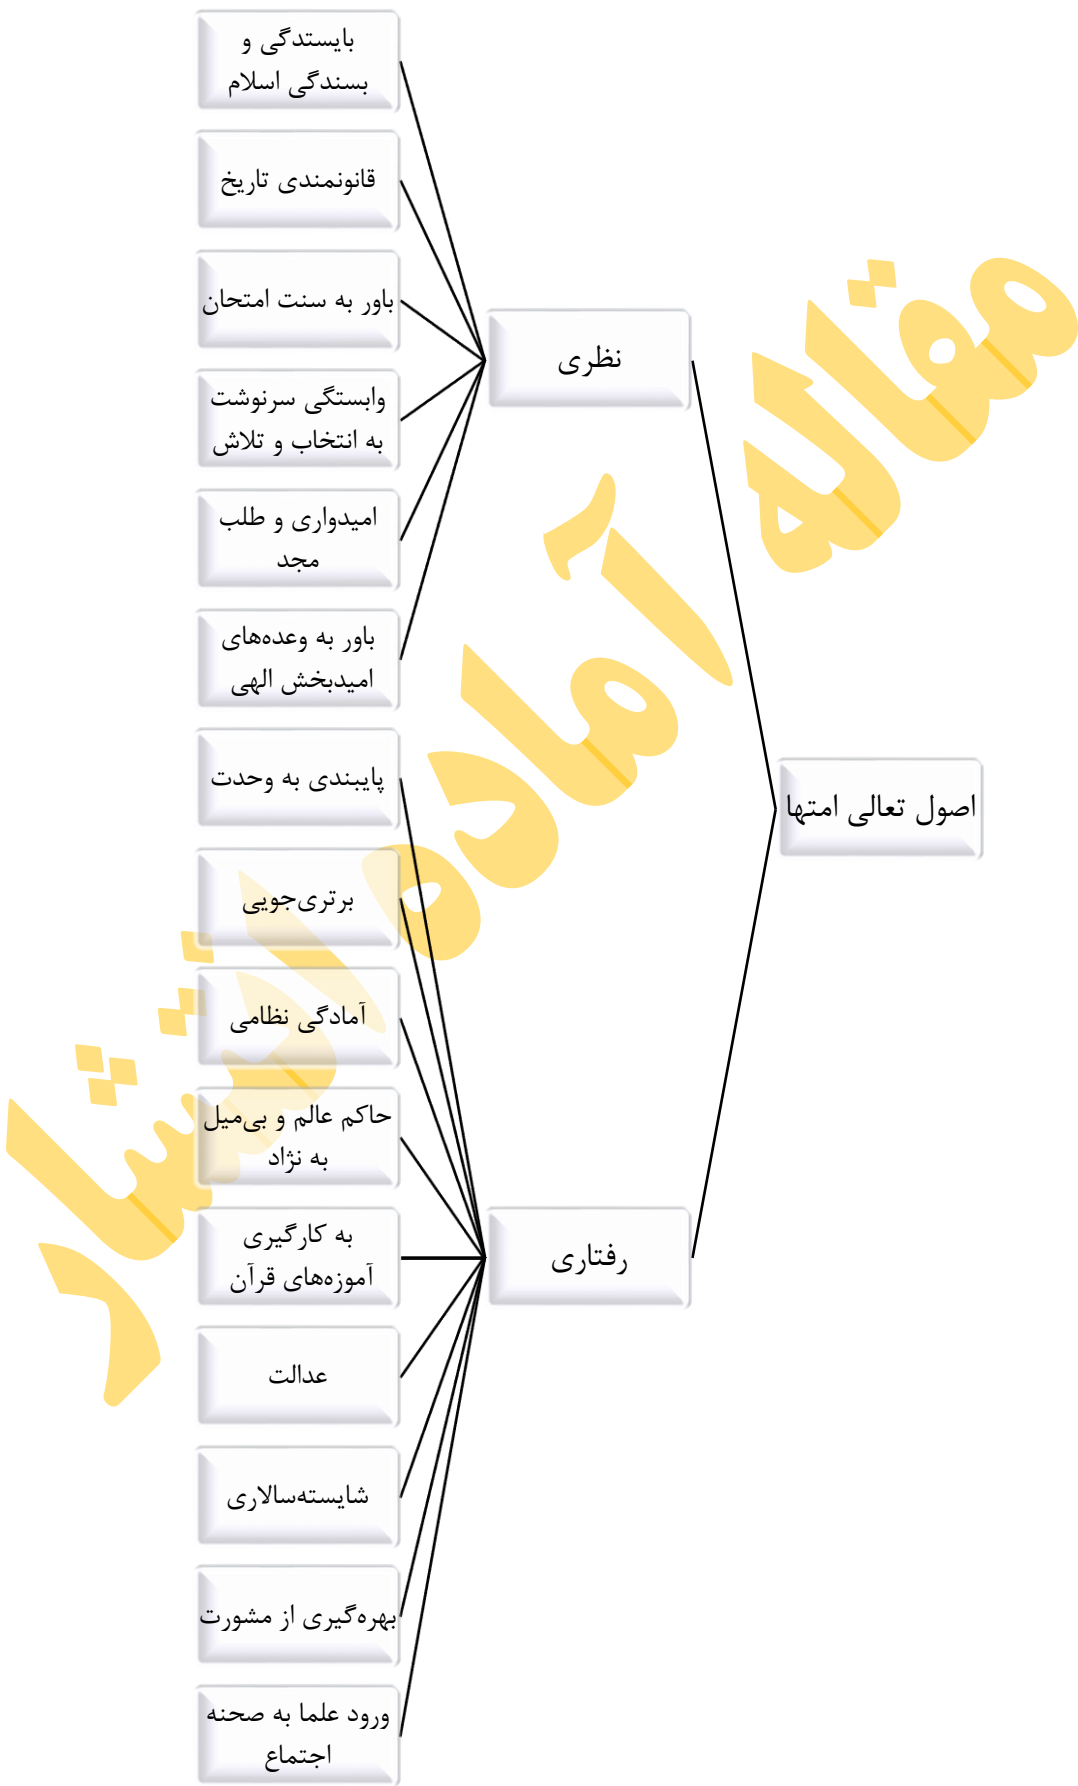 اصول تعالی امتها
نظری
بایستدگی و
بسندگی اسلام
قانونمندی تاریخ
باور به سنت امتحان
وابستگی سرنوشت
به انتخاب و تلاش
امیدواری و طلب
مجد
باور به وعده‌های
امیدبخش الهی
رفتاری
پایبندی به وحدت
برتری‌جویی
آمادگی نظامی
حاکم عالم و بی‌میل
به نژاد
به کارگیری
آموزه‌های قرآن
عدالت
شایسته‌سالاری
بهره‌گیری از مشورت
ورود علما به صحنه
اجتماع
مقاله آماده انتشار